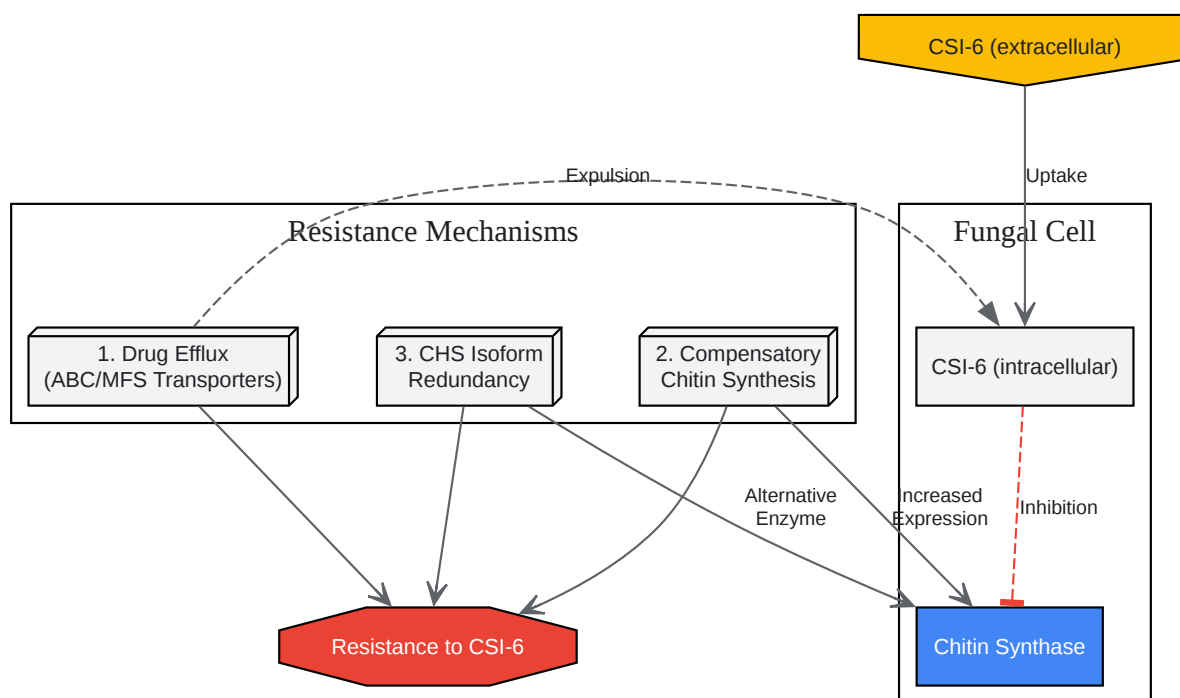 CSI-6 (extracellular)
Expulsion
Uptake
Resistance Mechanisms
Fungal Cell
1. Drug Efflux
(ABC/MFS Transporters)
3. CHS Isoform
Redundancy
2. Compensatory
Chitin Synthesis
CSI-6 (intracellular)
Alternative
Enzyme
Increased
Expression
Inhibition
Resistance to CSI-6
Chitin Synthase